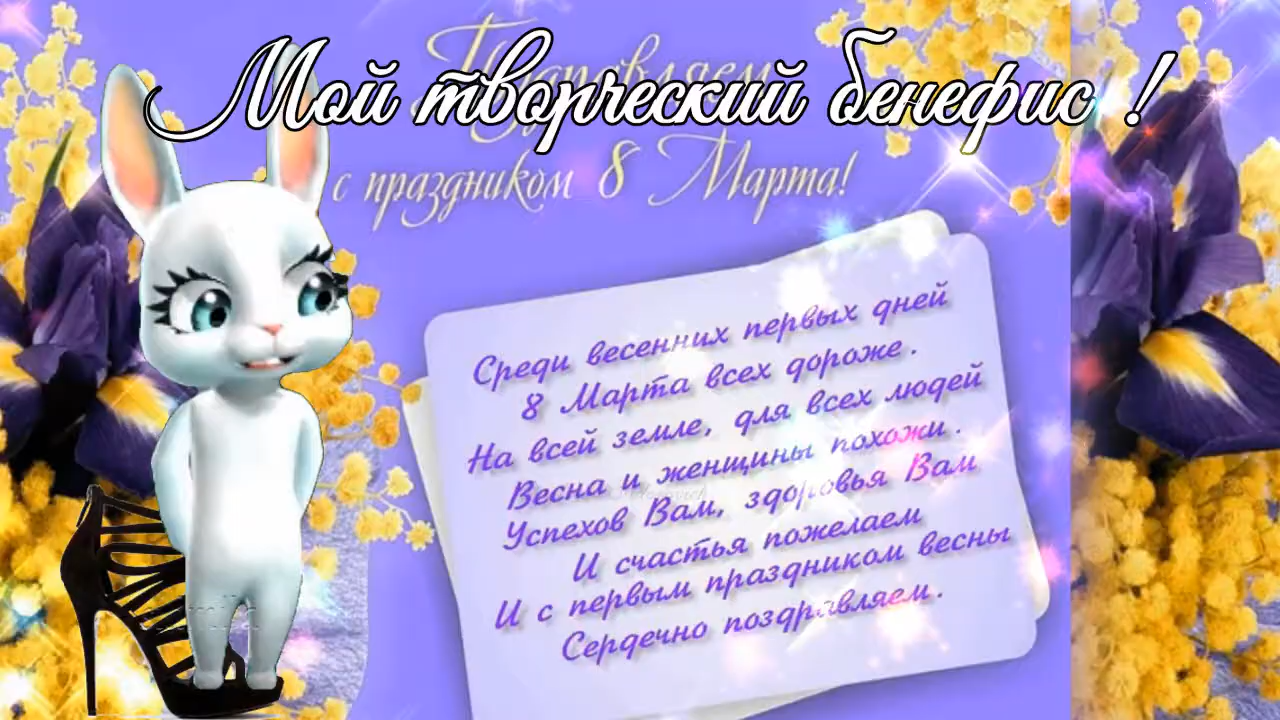 Мой творческий бенефис !
Поздравляем
с праздником 8 Марта!
Среди весенних первых дней
8 Марта всех дороже.
На всей земле, для всех людей
Весна и женщины похожи.
Успехов Вам, здоровья Вам
И счастья пожелаем
И с первым праздником весны
Сердечно поздравляем.